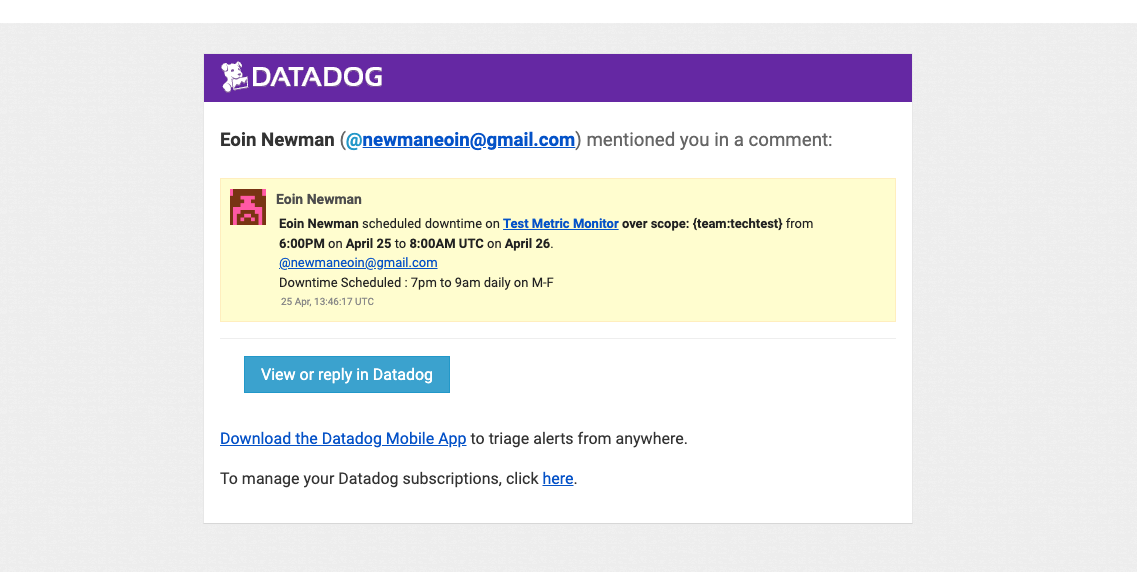 DATADOG
Eoin Newman (@newmaneoin@gmail.com) mentioned you in a comment:
Eoin Newman
Eoin Newman scheduled downtime on Test Metric Monitor over scope: {team:techtest} from
6:00PM on April 25 to 8:00AM UTC on April 26.
@newmaneoin@gmail.com
Downtime Scheduled : 7pm to 9am daily on M-F
25 Apr, 13:46:17 UTC
View or reply in Datadog
Download the Datadog Mobile App to triage alerts from anywhere.
To manage your Datadog subscriptions, click here.